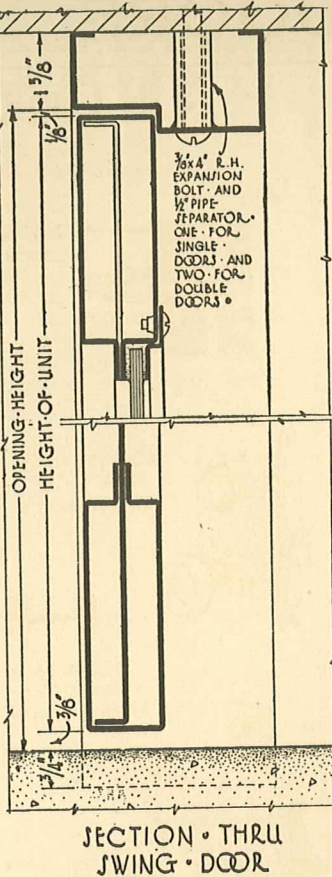 1 5/8"
1/8"
3/8"x4" R.H.
EXPANSION
BOLT · AND
1/2" PIPE
SEPARATOR ·
ONE · FOR
SINGLE ·
DOORS · AND
TWO · FOR
DOUBLE
DOORS ·
OPENING · HEIGHT
HEIGHT · OF · UNIT
3/8"
3/4"
SECTION · THRU
SWING · DOOR